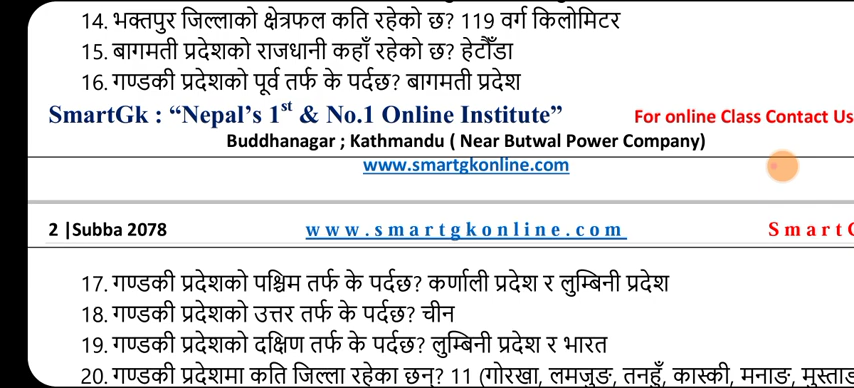 14. भक्तपुर जिल्लाको क्षेत्रफल कति रहेको छ? 119 वर्ग किलोमिटर
15. बागमती प्रदेशको राजधानी कहाँ रहेको छ? हेटौँडा
16. गण्डकी प्रदेशको पूर्व तर्फ के पर्दछ? बागमती प्रदेश
SmartGk : “Nepal’s 1st & No.1 Online Institute” For online Class Contact Us
Buddhanagar ; Kathmandu ( Near Butwal Power Company)
www.smartgkonline.com
2 |Subba 2078 www.smartgkonline.com Smart
17. गण्डकी प्रदेशको पश्चिम तर्फ के पर्दछ? कर्णाली प्रदेश र लुम्बिनी प्रदेश
18. गण्डकी प्रदेशको उत्तर तर्फ के पर्दछ? चीन
19. गण्डकी प्रदेशको दक्षिण तर्फ के पर्दछ? लुम्बिनी प्रदेश र भारत
20. गण्डकी प्रदेशमा कति जिल्ला रहेका छन्? 11 (गोरखा, लमजुङ, तनहुँ, कास्की, मनाङ, मुस्ताङ